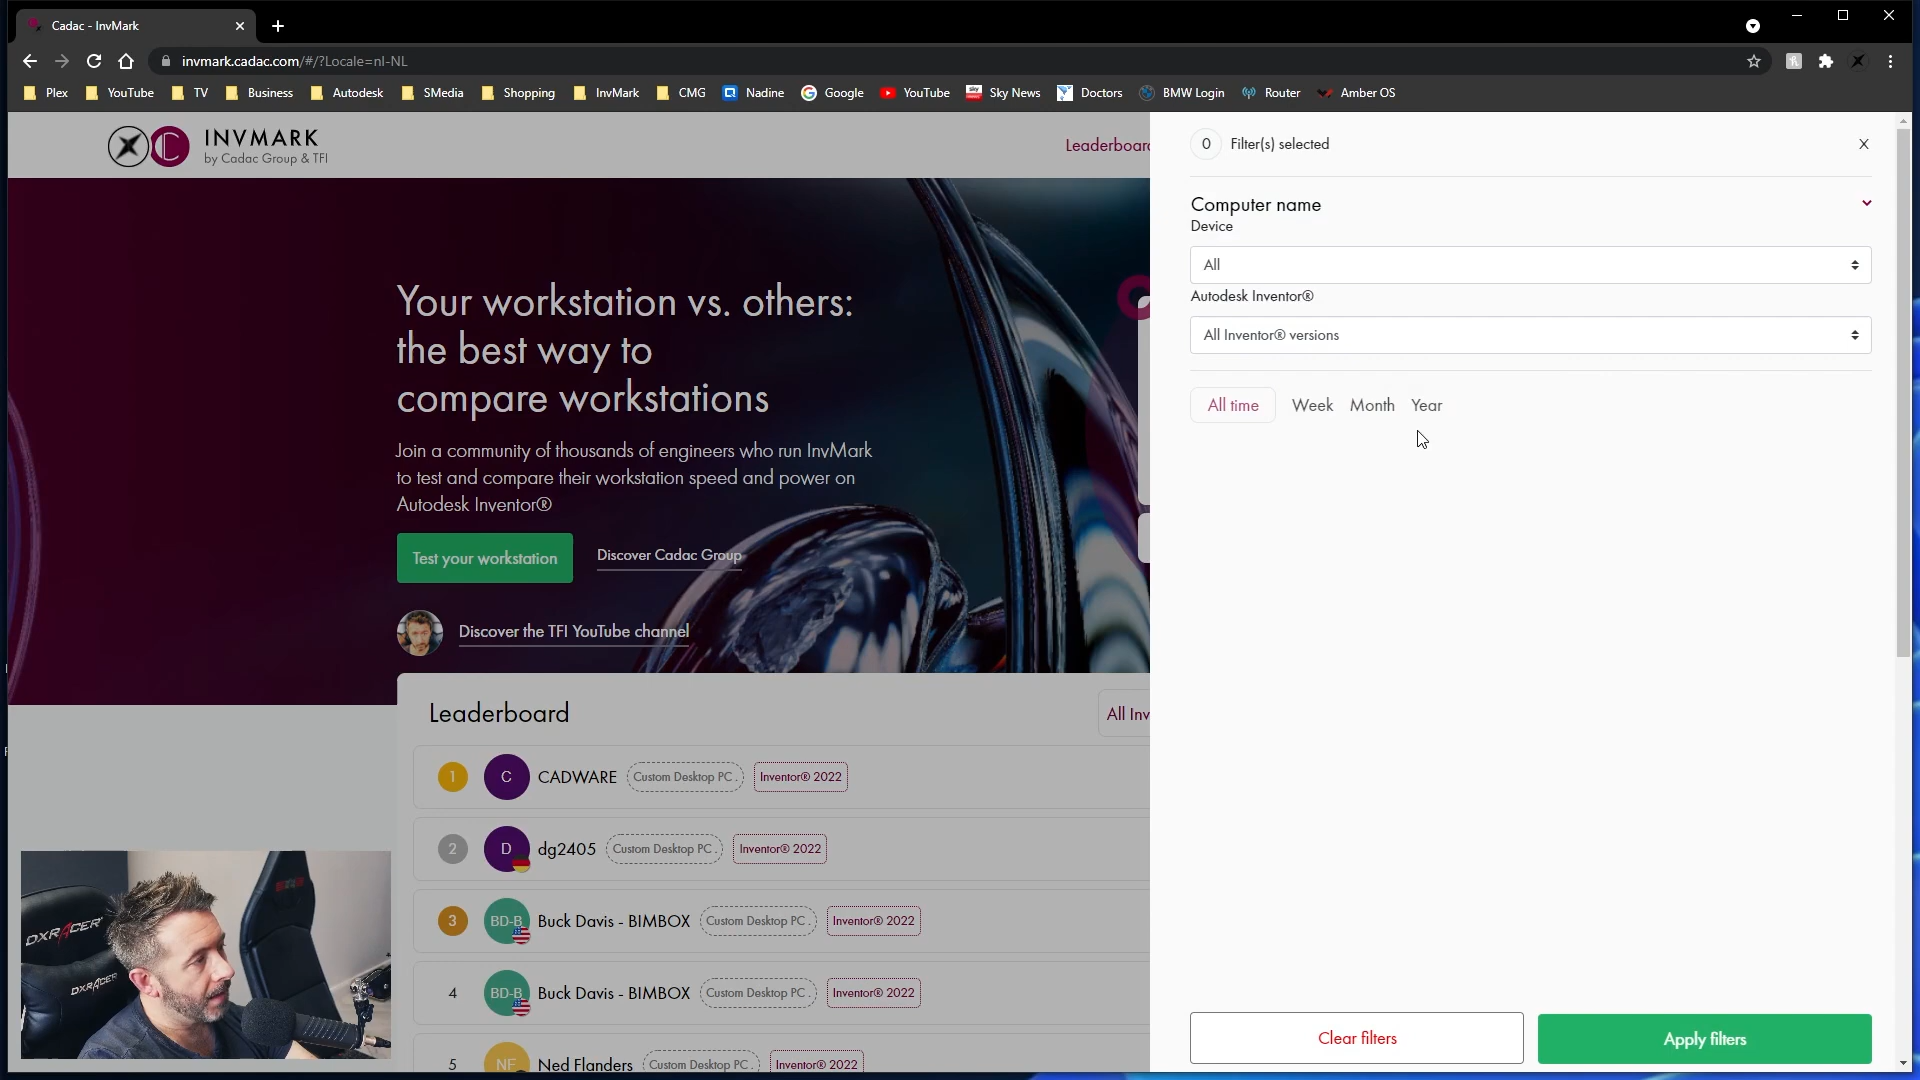 Cadac - InvMark
invmark.cadac.com/#/?Locale=nl-NL
Plex YouTube TV Business Autodesk SMedia Shopping InvMark CMG Nadine Google YouTube Sky News Doctors BMW Login Router Amber OS
INVMARK
by Cadac Group & TFI
Leaderboard
Your workstation vs. others:
the best way to
compare workstations
Join a community of thousands of engineers who run InvMark
to test and compare their workstation speed and power on
Autodesk Inventor®
Test your workstation
Discover Cadac Group
Discover the TFI YouTube channel
Leaderboard
All Inv
1 C CADWARE Custom Desktop PC . Inventor® 2022
2 D dg2405 Custom Desktop PC . Inventor® 2022
3 BD-B Buck Davis - BIMBOX Custom Desktop PC . Inventor® 2022
4 BD-B Buck Davis - BIMBOX Custom Desktop PC . Inventor® 2022
5 NF Ned Flanders Custom Desktop PC . Inventor® 2022
DXRACER
DXRACER
0 Filter(s) selected
X
Computer name
Device
All
Autodesk Inventor®
All Inventor® versions
All time Week Month Year
Clear filters
Apply filters